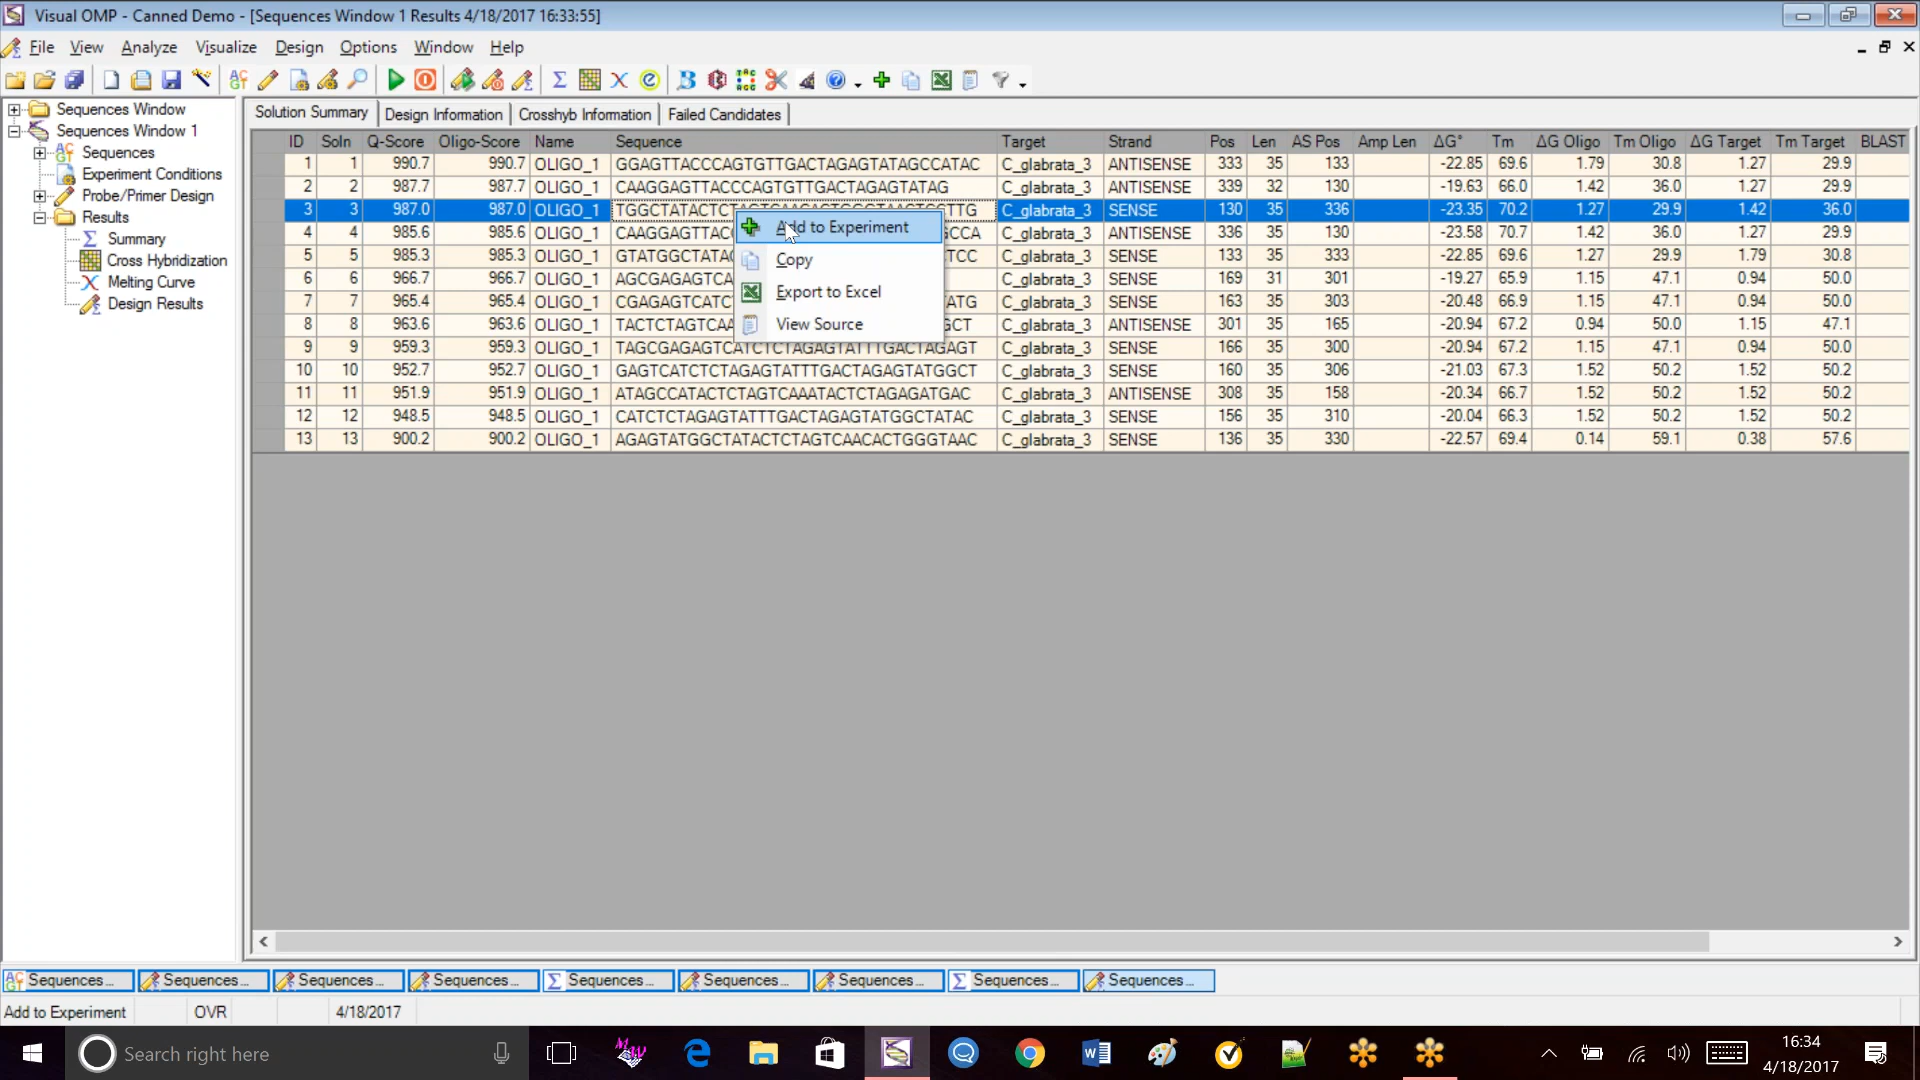 Visual OMP - Canned Demo - [Sequences Window 1 Results 4/18/2017 16:33:55]
File View Analyze Visualize Design Options Window Help
Sequences Window
Sequences Window 1
Sequences
Experiment Conditions
Probe/Primer Design
Results
Summary
Cross Hybridization
Melting Curve
Design Results
Solution Summary Design Information Crosshyb Information Failed Candidates
ID Soln Q-Score Oligo-Score Name Sequence Target Strand Pos Len AS Pos Amp Len ΔG° Tm ΔG Oligo Tm Oligo ΔG Target Tm Target BLAST
1 1 990.7 990.7 OLIGO_1 GGAGTTACCCAGTGTTGACTAGAGTATAGCCATAC C_glabrata_3 ANTISENSE 333 35 133 -22.85 69.6 1.79 30.8 1.27 29.9
2 2 987.7 987.7 OLIGO_1 CAAGGAGTTACCCAGTGTTGACTAGAGTATAG C_glabrata_3 ANTISENSE 339 32 130 -19.63 66.0 1.42 36.0 1.27 29.9
3 3 987.0 987.0 OLIGO_1 TGGCTATACTCT TTG C_glabrata_3 SENSE 130 35 336 -23.35 70.2 1.27 29.9 1.42 36.0
4 4 985.6 985.6 OLIGO_1 CAAGGAGTTAC GCCA C_glabrata_3 ANTISENSE 336 35 130 -23.58 70.7 1.42 36.0 1.27 29.9
5 5 985.3 985.3 OLIGO_1 GTATGGCTATA CTCC C_glabrata_3 SENSE 133 35 333 -22.85 69.6 1.27 29.9 1.79 30.8
6 6 966.7 966.7 OLIGO_1 AGCGAGAGTCA C_glabrata_3 SENSE 169 31 301 -19.27 65.9 1.15 47.1 0.94 50.0
7 7 965.4 965.4 OLIGO_1 CGAGAGTCATC TATG C_glabrata_3 SENSE 163 35 303 -20.48 66.9 1.15 47.1 0.94 50.0
8 8 963.6 963.6 OLIGO_1 TACTCTAGTCAA GCT C_glabrata_3 ANTISENSE 301 35 165 -20.94 67.2 0.94 50.0 1.15 47.1
9 9 959.3 959.3 OLIGO_1 TAGCGAGAGTCATCTCTAGAGTATTTGACTAGAGT C_glabrata_3 SENSE 166 35 300 -20.94 67.2 1.15 47.1 0.94 50.0
10 10 952.7 952.7 OLIGO_1 GAGTCATCTCTAGAGTATTTGACTAGAGTATGGCT C_glabrata_3 SENSE 160 35 306 -21.03 67.3 1.52 50.2 1.52 50.2
11 11 951.9 951.9 OLIGO_1 ATAGCCATACTCTAGTCAAATACTCTAGAGATGAC C_glabrata_3 ANTISENSE 308 35 158 -20.34 66.7 1.52 50.2 1.52 50.2
12 12 948.5 948.5 OLIGO_1 CATCTCTAGAGTATTTGACTAGAGTATGGCTATAC C_glabrata_3 SENSE 156 35 310 -20.04 66.3 1.52 50.2 1.52 50.2
13 13 900.2 900.2 OLIGO_1 AGAGTATGGCTATACTCTAGTCAACACTGGGTAAC C_glabrata_3 SENSE 136 35 330 -22.57 69.4 0.14 59.1 0.38 57.6
Add to Experiment
Copy
Export to Excel
View Source
Sequences... Sequences... Sequences... Sequences... Sequences... Sequences... Sequences... Sequences... Sequences...
Add to Experiment OVR 4/18/2017
Search right here
16:34
4/18/2017